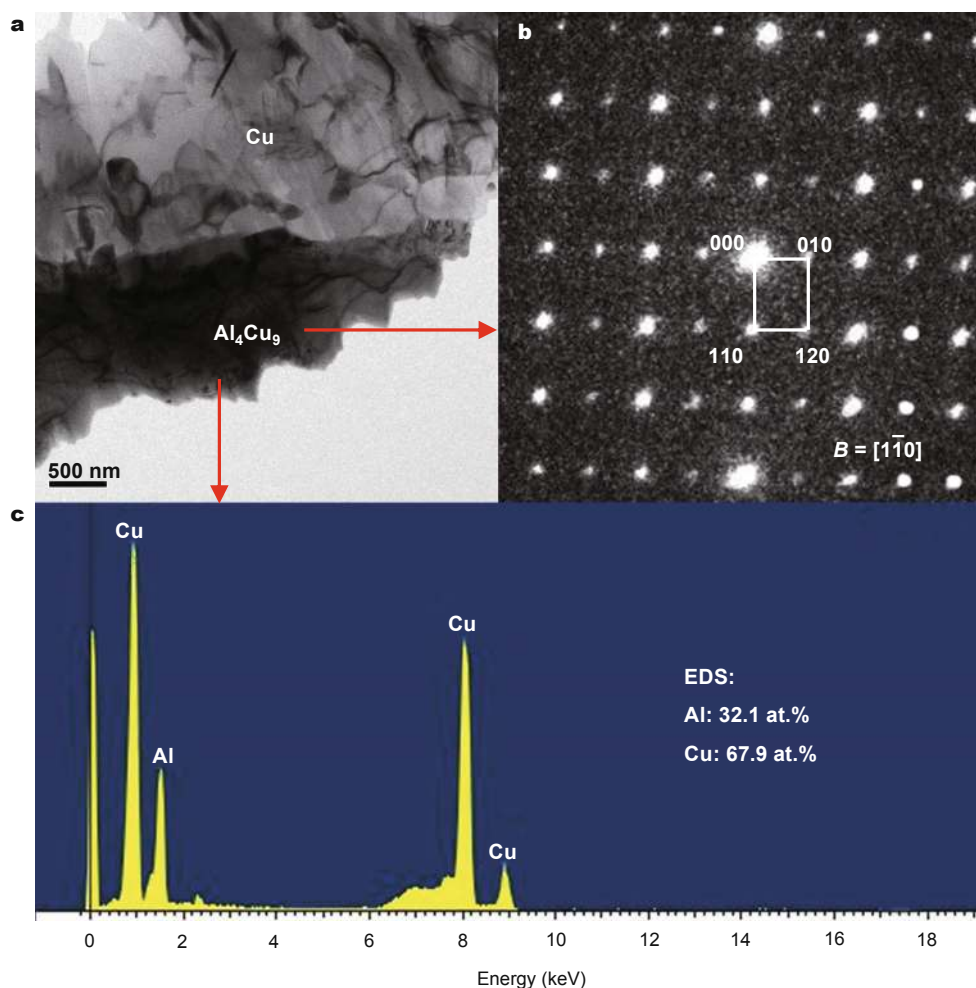 a
Cu
Al₄Cu₉
500 nm
b
000 010
110 120
B = [11̄0]
c
Cu
Al
Cu
Cu
EDS:
Al: 32.1 at.%
Cu: 67.9 at.%
0 2 4 6 8 10 12 14 16 18
Energy (keV)